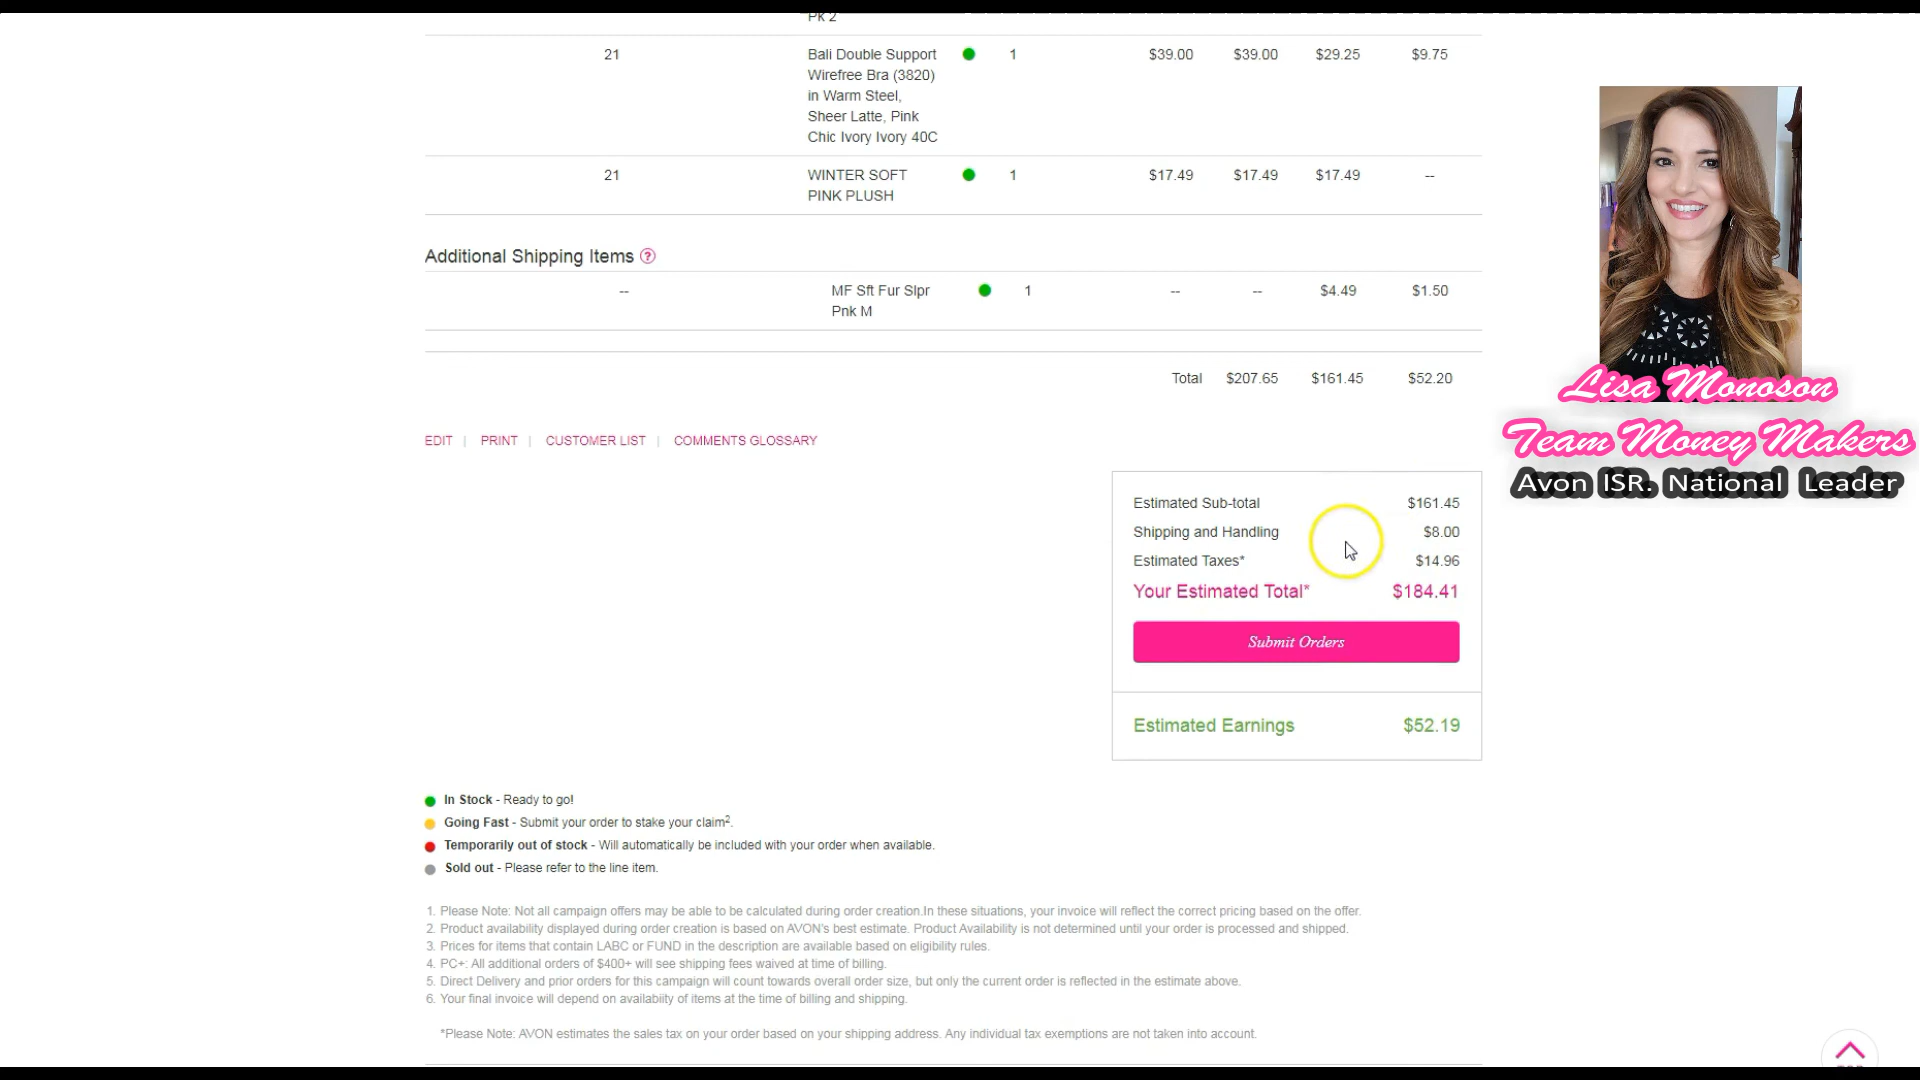 Pk 2
21 Bali Double Support 1 $39.00 $39.00 $29.25 $9.75
Wirefree Bra (3820)
in Warm Steel,
Sheer Latte, Pink
Chic Ivory Ivory 40C
21 WINTER SOFT 1 $17.49 $17.49 $17.49 --
PINK PLUSH
Additional Shipping Items ?
-- MF Sft Fur Slpr 1 -- -- $4.49 $1.50
Pnk M
Total $207.65 $161.45 $52.20
EDIT | PRINT | CUSTOMER LIST | COMMENTS GLOSSARY
Estimated Sub-total $161.45
Shipping and Handling $8.00
Estimated Taxes* $14.96
Your Estimated Total* $184.41
Submit Orders
Estimated Earnings $52.19
In Stock - Ready to go!
Going Fast - Submit your order to stake your claim2.
Temporarily out of stock - Will automatically be included with your order when available.
Sold out - Please refer to the line item.
1. Please Note: Not all campaign offers may be able to be calculated during order creation.In these situations, your invoice will reflect the correct pricing based on the offer.
2. Product availability displayed during order creation is based on AVON's best estimate. Product Availability is not determined until your order is processed and shipped.
3. Prices for items that contain LABC or FUND in the description are available based on eligibility rules.
4. PC+: All additional orders of $400+ will see shipping fees waived at time of billing.
5. Direct Delivery and prior orders for this campaign will count towards overall order size, but only the current order is reflected in the estimate above.
6. Your final invoice will depend on availabiity of items at the time of billing and shipping.
*Please Note: AVON estimates the sales tax on your order based on your shipping address. Any individual tax exemptions are not taken into account.
Lisa Monoson
Team Money Makers
Avon ISR. National Leader